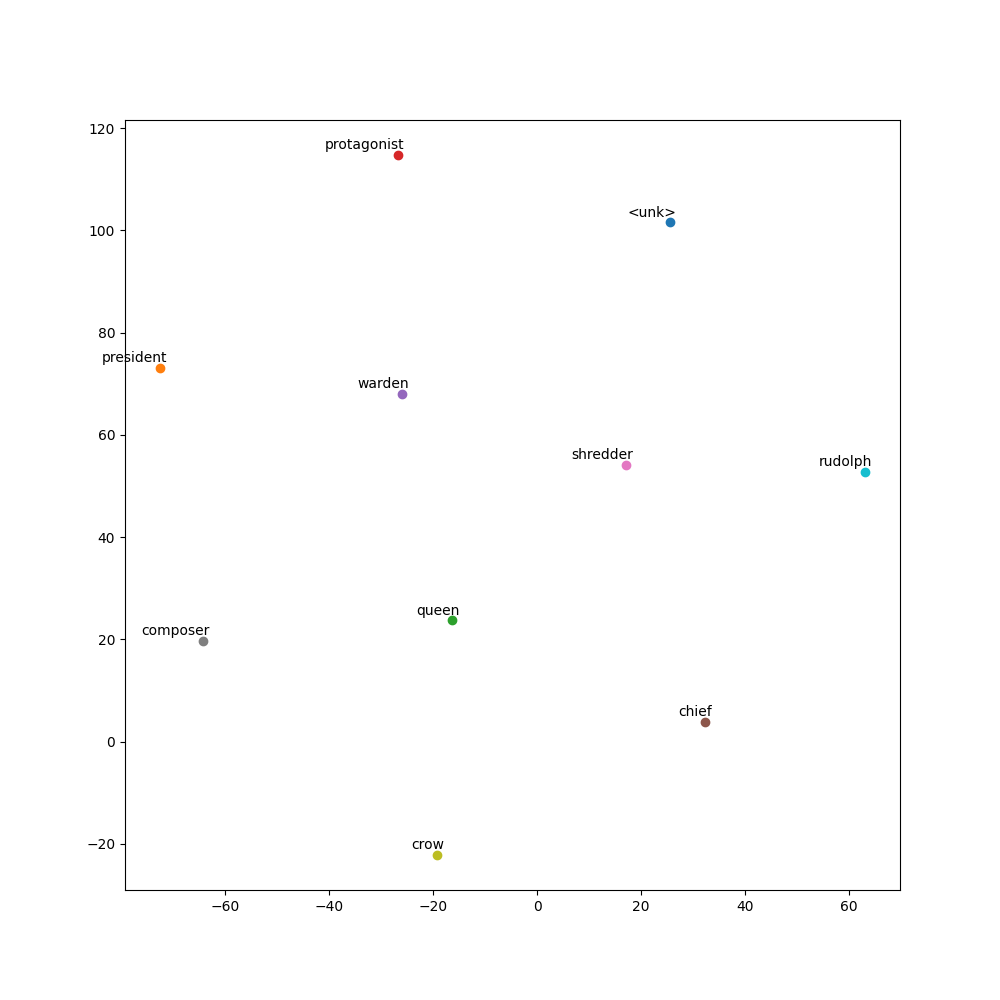 120
protagonist
<unk>
100
80
president
warden
60
shredder
rudolph
40
queen
composer
20
chief
0
−20
crow
−60 −40 −20 0 20 40 60